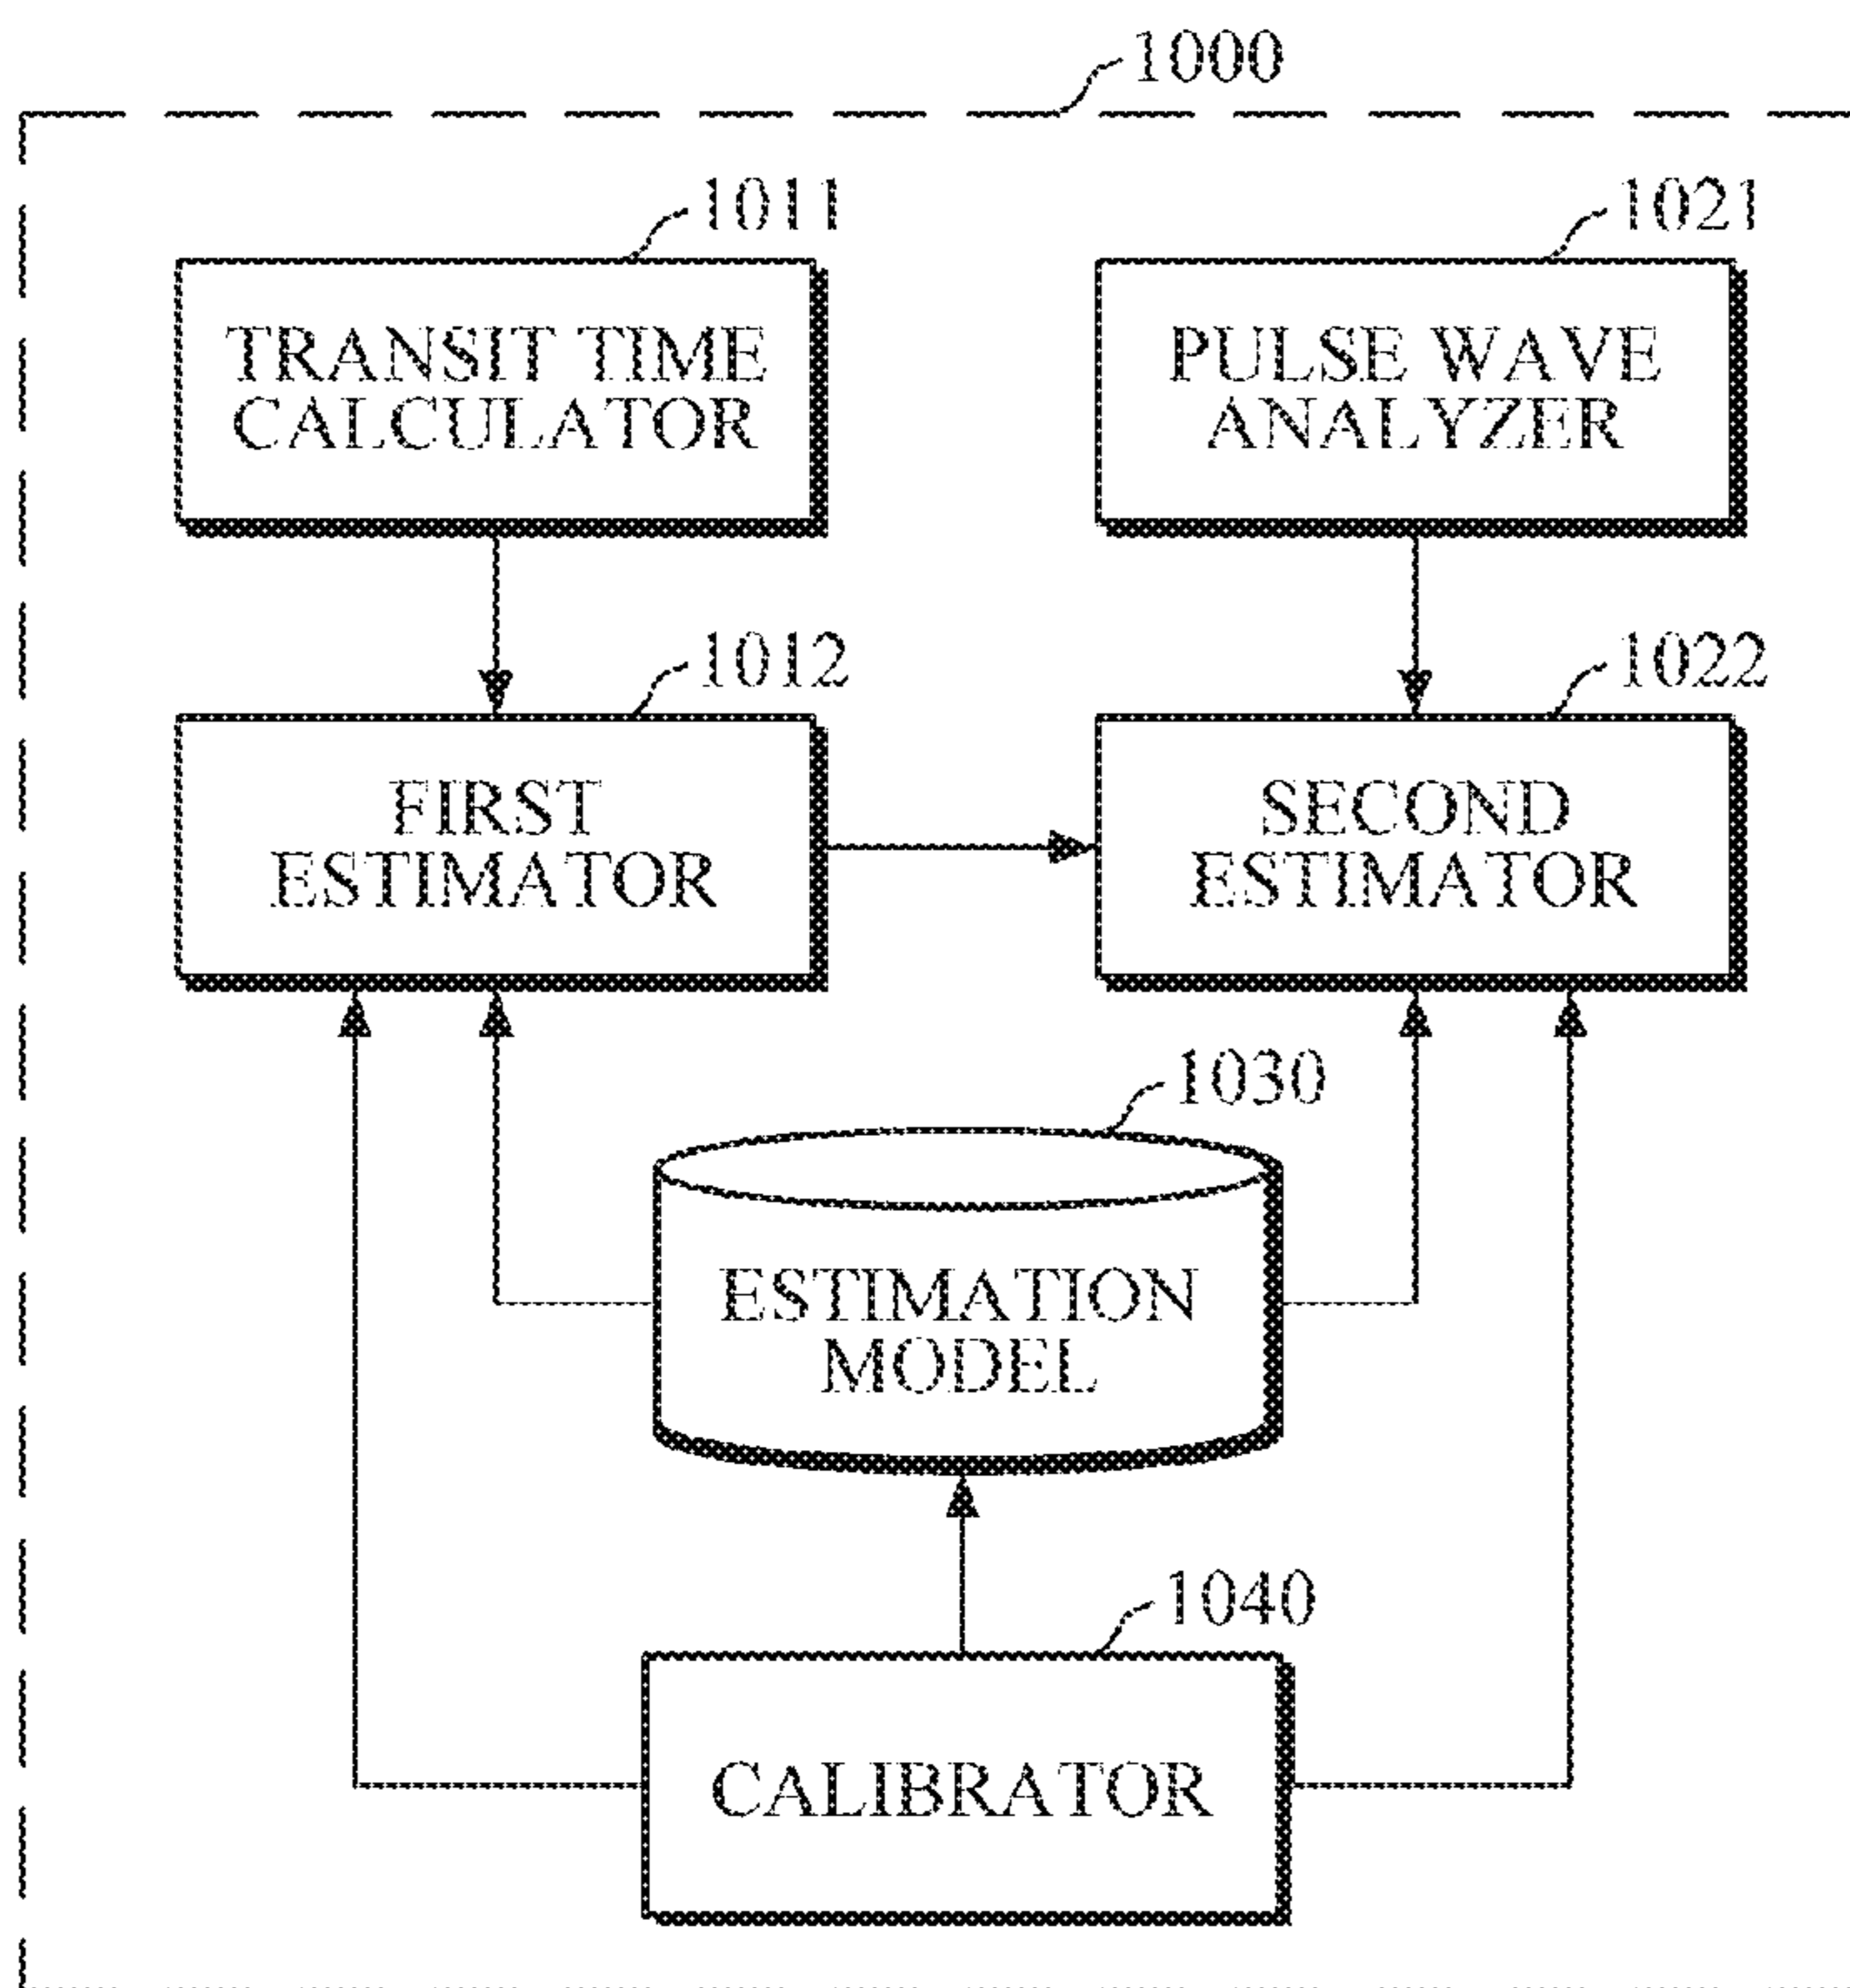 1000
1011
1021
TRANSIT TIME
CALCULATOR
PULSE WAVE
ANALYZER
1012
1022
FIRST
ESTIMATOR
SECOND
ESTIMATOR
1030
ESTIMATION
MODEL
1040
CALIBRATOR